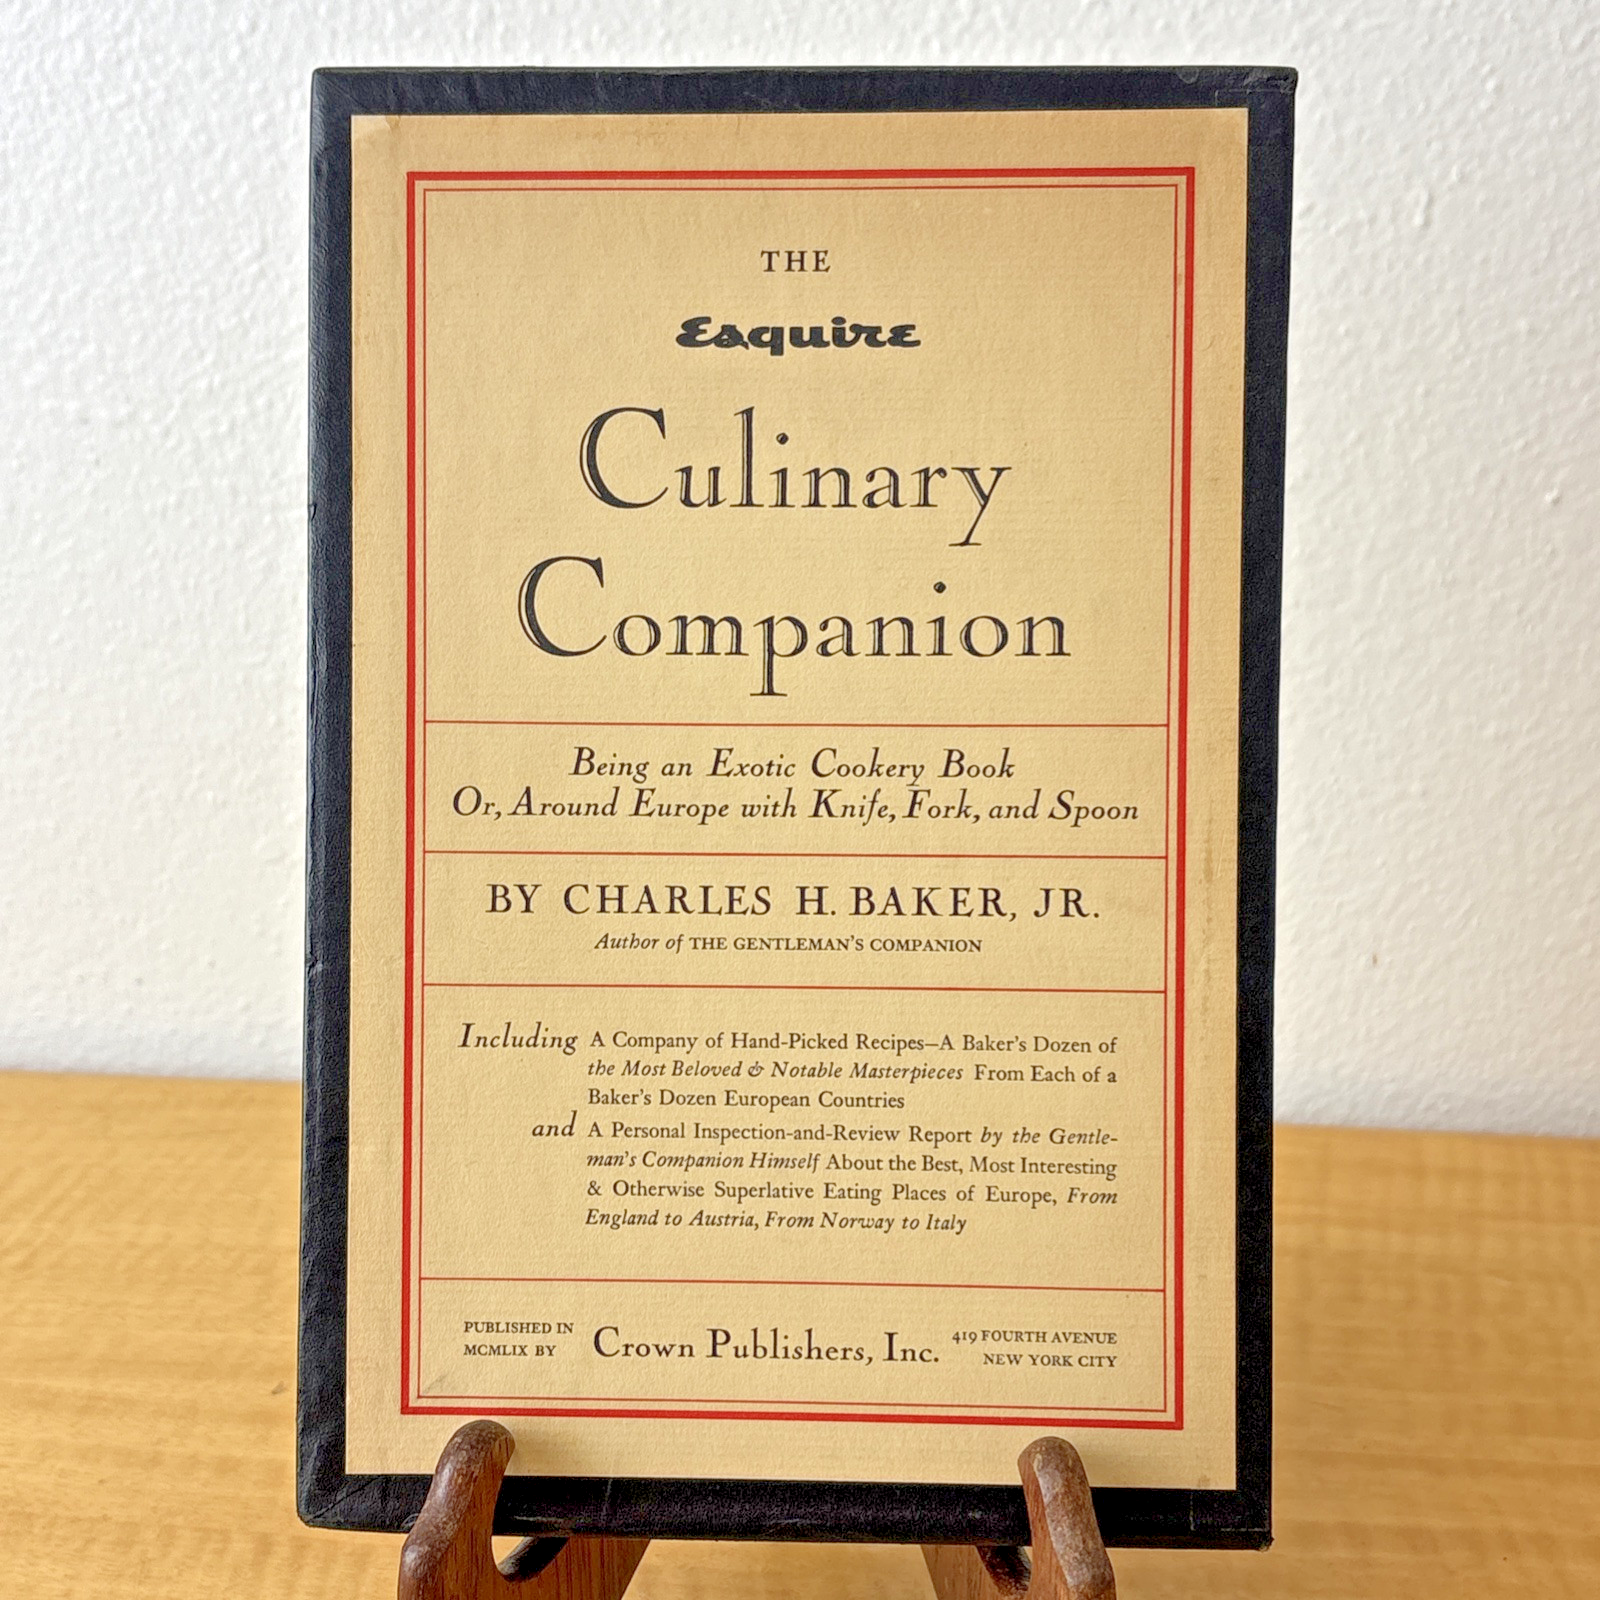 THE
Esquire
Culinary
Companion
Being an Exotic Cookery Book
Or, Around Europe with Knife, Fork, and Spoon
BY CHARLES H. BAKER, JR.
Author of THE GENTLEMAN'S COMPANION
Including A Company of Hand-Picked Recipes—A Baker's Dozen of
the Most Beloved & Notable Masterpieces From Each of a
Baker's Dozen European Countries
and A Personal Inspection-and-Review Report by the Gentle-
man's Companion Himself About the Best, Most Interesting
& Otherwise Superlative Eating Places of Europe, From
England to Austria, From Norway to Italy
PUBLISHED IN
MCMLIX BY
Crown Publishers, Inc.
419 FOURTH AVENUE
NEW YORK CITY